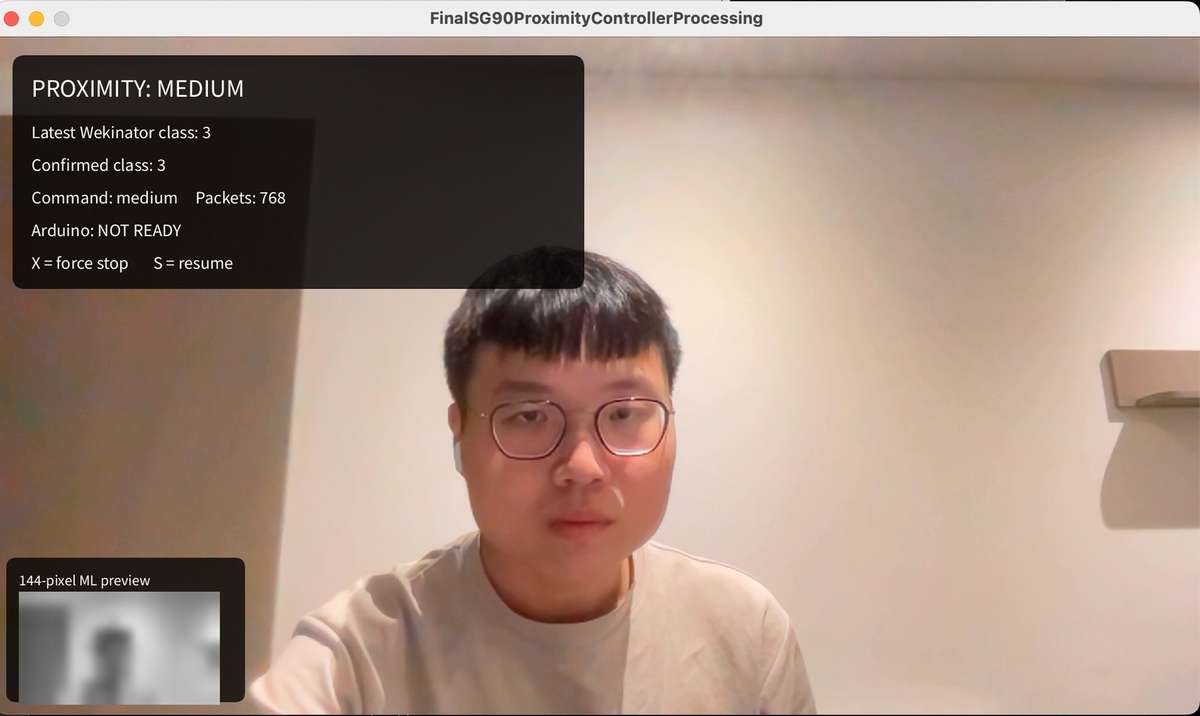 FinalSG90ProximityControllerProcessing
PROXIMITY: MEDIUM
Latest Wekinator class: 3
Confirmed class: 3
Command: medium Packets: 768
Arduino: NOT READY
X = force stop S = resume
144-pixel ML preview